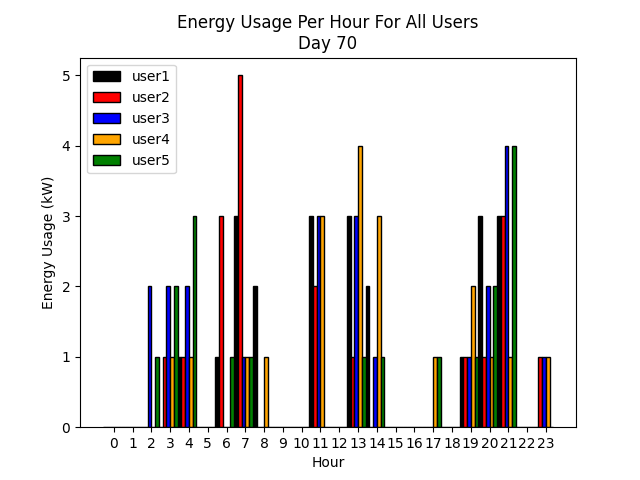 Energy Usage Per Hour For All Users
Day 70
user1
user2
user3
user4
user5
Energy Usage (kW)
5
4
3
2
1
0
0 1 2 3 4 5 6 7 8 9 10 11 12 13 14 15 16 17 18 19 20 21 22 23
Hour